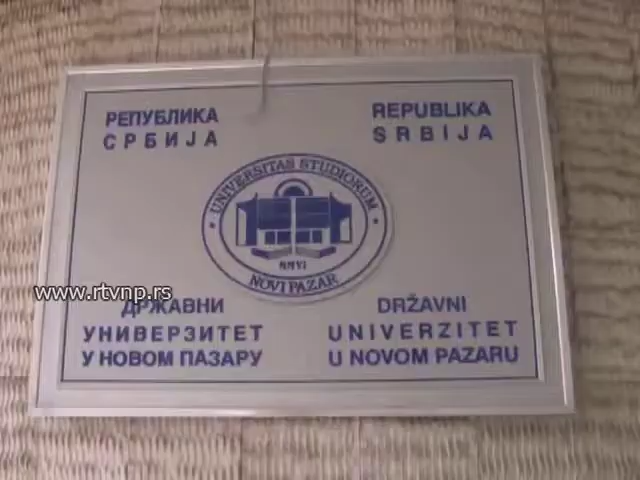 РЕПУБЛИКА
СРБИЈА
REPUBLIKA
SRBIJA
UNIVERSITAS STUDIORUM
MMVI
NOVI PAZAR
www.rtvnp.rs
ДРЖАВНИ
УНИВЕРЗИТЕТ
У НОВОМ ПАЗАРУ
DRŽAVNI
UNIVERZITET
U NOVOM PAZARU